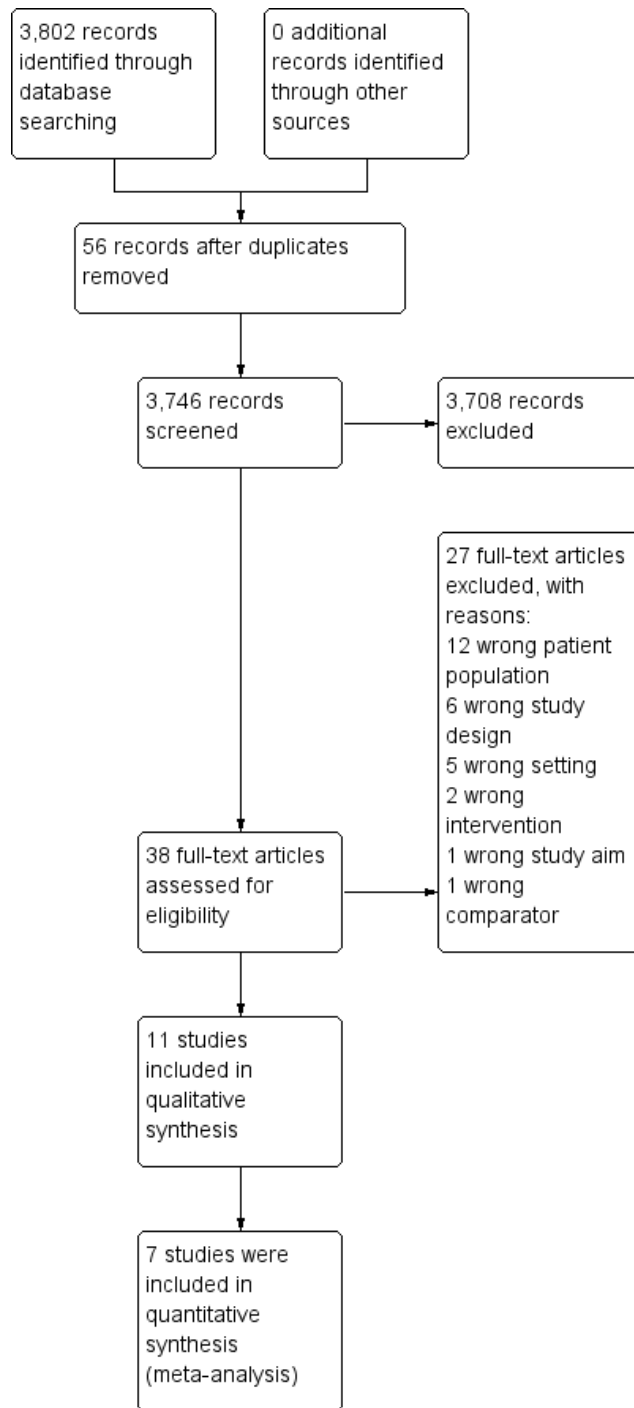 3,802 records
identified through
database
searching
0 additional
records identified
through other
sources
56 records after duplicates
removed
3,746 records
screened
3,708 records
excluded
27 full-text articles
excluded, with
reasons:
12 wrong patient
population
6 wrong study
design
5 wrong setting
2 wrong
intervention
1 wrong study aim
1 wrong
comparator
38 full-text articles
assessed for
eligibility
11 studies
included in
qualitative
synthesis
7 studies were
included in
quantitative
synthesis
(meta-analysis)